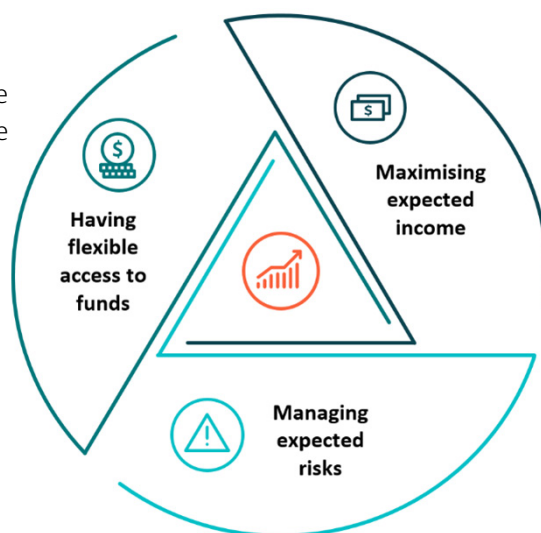 e
e
Having
flexible
access to
funds
$
Maximising
expected
income
$
Managing
expected
risks
!